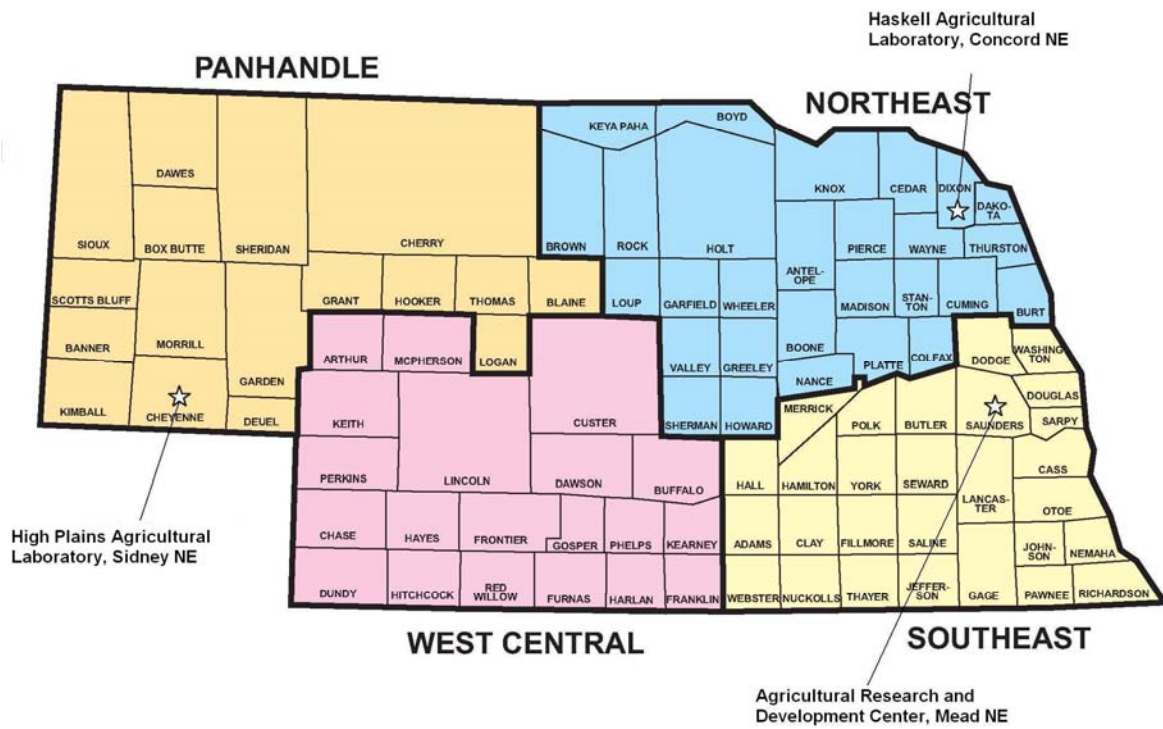 Haskell Agricultural
Laboratory, Concord NE
PANHANDLE
NORTHEAST
KEYA PAHA
BOYD
DAWES
KNOX
CEDAR
DIXON
DAKO-
TA
SIOUX
BOX BUTTE
SHERIDAN
CHERRY
BROWN
ROCK
HOLT
PIERCE
WAYNE
THURSTON
ANTEL-
OPE
SCOTTS BLUFF
GRANT
HOOKER
THOMAS
BLAINE
LOUP
GARFIELD
WHEELER
MADISON
STAN-
TON
CUMING
BURT
BANNER
MORRILL
GARDEN
ARTHUR
MCPHERSON
LOGAN
VALLEY
GREELEY
BOONE
NANCE
PLATTE
COLFAX
DODGE
WASHING
TON
KIMBALL
CHEYENNE
DEUEL
KEITH
CUSTER
SHERMAN
HOWARD
MERRICK
POLK
BUTLER
SAUNDERS
DOUGLAS
SARPY
PERKINS
LINCOLN
DAWSON
BUFFALO
HALL
HAMILTON
YORK
SEWARD
LANCAS-
TER
CASS
OTOE
High Plains Agricultural
Laboratory, Sidney NE
CHASE
HAYES
FRONTIER
GOSPER
PHELPS
KEARNEY
ADAMS
CLAY
FILLMORE
SALINE
JOHN-
SON
NEMAHA
DUNDY
HITCHCOCK
RED
WILLOW
FURNAS
HARLAN
FRANKLIN
WEBSTER
NUCKOLLS
THAYER
JEFFER-
SON
GAGE
PAWNEE
RICHARDSON
WEST CENTRAL
SOUTHEAST
Agricultural Research and
Development Center, Mead NE